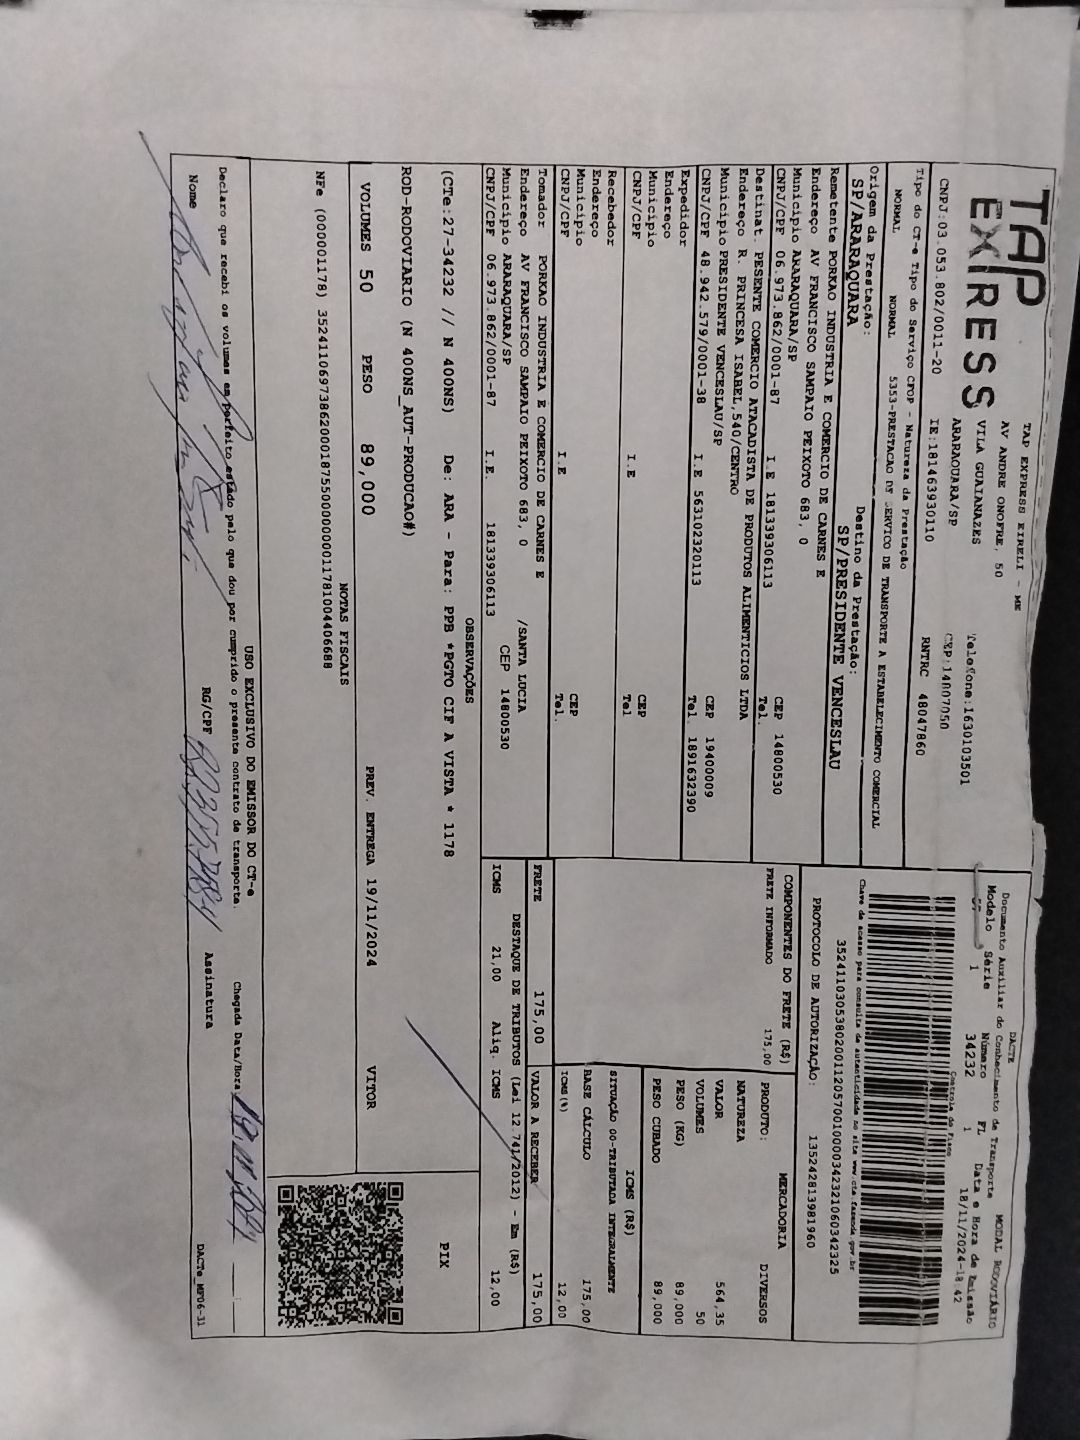 TAP EXPRESS
TAP EXPRESS EIRELI - ME
AV ANDRE ONOFRE, 50
VILA GUAIANAZES
ARARAQUARA/SP
Telefone:1630103501
CEP:14007050
CNPJ:03.053.802/0011-20 IE:181463930110 RNTRC 48047860
Tipo do CT-e Tipo do Serviço CFOP - Natureza da Prestação
NORMAL NORMAL 5353-PRESTACAO DE SERVICO DE TRANSPORTE A ESTABELECIMENTO COMERCIAL
Origem da Prestação: Destino da Prestação:
SP/ARARAQUARA SP/PRESIDENTE VENCESLAU
Remetente PORKAO INDUSTRIA E COMERCIO DE CARNES E
Endereço AV FRANCISCO SAMPAIO PEIXOTO 683, 0
Município ARARAQUARA/SP CEP 14800530
CNPJ/CPF 06.973.862/0001-87 I.E 181339306113 Tel.
Destinat. PESENTE COMERCIO ATACADISTA DE PRODUTOS ALIMENTICIOS LTDA
Endereço R. PRINCESA ISABEL,540/CENTRO
Município PRESIDENTE VENCESLAU/SP CEP 19400009
CNPJ/CPF 48.942.579/0001-38 I.E 563102320113 Tel. 1891632390
Expedidor
Endereço
Município CEP
CNPJ/CPF I.E Tel
Recebedor
Endereço
Município CEP
CNPJ/CPF I.E Tel.
Tomador PORKAO INDUSTRIA E COMERCIO DE CARNES E
Endereço AV FRANCISCO SAMPAIO PEIXOTO 683, 0 /SANTA LUCIA
Município ARARAQUARA/SP CEP 14800530
CNPJ/CPF 06.973.862/0001-87 I.E. 181339306113
DACTE MODAL RODOVIÁRIO
Documento Auxiliar do Conhecimento de Transporte
Modelo Série Número FL Data e Hora de Emissão
57 1 34232 1 18/11/2024-18:42
Controle do Fisco
Chave de acesso para consulta de autenticidade no site www.cte.fazenda.gov.br
35241103053802001120570010000342321060342325
PROTOCOLO DE AUTORIZAÇÃO: 135242813981960
COMPONENTES DO FRETE (R$)
FRETE INFORMADO 175,00
PRODUTO: MERCADORIA
NATUREZA DIVERSOS
VALOR 564,35
VOLUMES 50
PESO (KG) 89,000
PESO CUBADO 89,000
ICMS (R$)
SITUAÇÃO 00-TRIBUTADA INTEGRALMENTE
BASE CÁLCULO 175,00
ICMS(%) 12,00
FRETE 175,00 VALOR A RECEBER 175,00
DESTAQUE DE TRIBUTOS (Lei 12.741/2012) - Em (R$)
ICMS 21,00 Aliq. ICMS 12,00
OBSERVAÇÕES
(CTe:27-34232 // N 400NS) De: ARA - Para: PPB *PGTO CIF A VISTA * 1178
ROD-RODOVIARIO (N 400NS_AUT-PRODUCAO#)
PIX
VOLUMES 50 PESO 89,000 PREV. ENTREGA 19/11/2024 VITOR
NOTAS FISCAIS
NFe (000001178) 35241106973862000187550000000011781004406688
USO EXCLUSIVO DO EMISSOR DO CT-e
Declaro que recebi os volumes em perfeito estado pelo que dou por cumprido o presente contrato de transporte.
Chegada Data/Hora
Nome RG/CPF Assinatura
DACTe_MP06-31